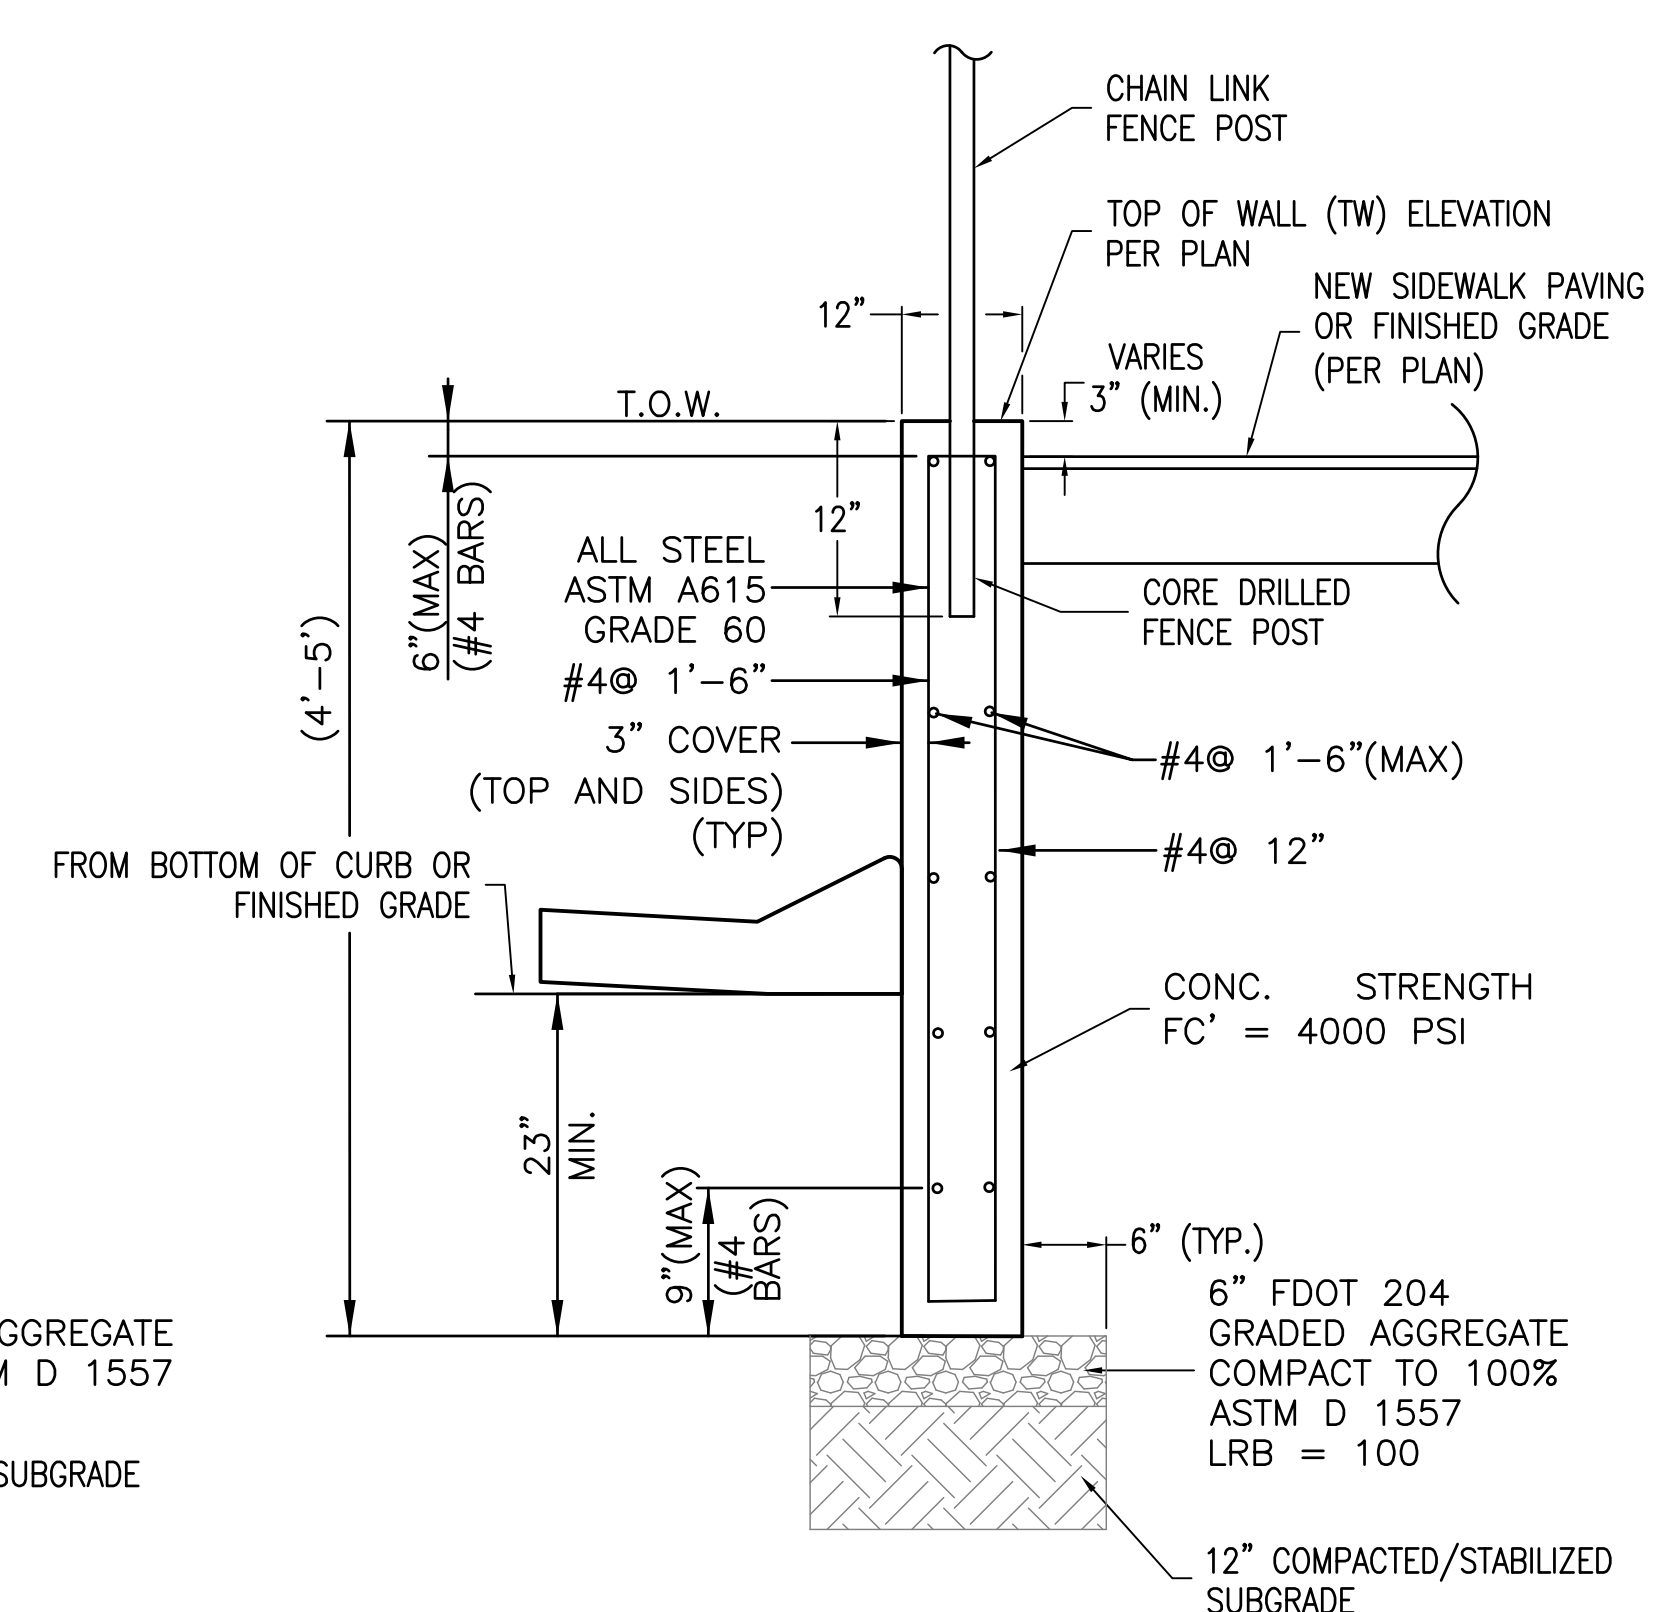 CHAIN LINK
FENCE POST
TOP OF WALL (TW) ELEVATION
PER PLAN
NEW SIDEWALK PAVING
OR FINISHED GRADE
(PER PLAN)
12”
VARIES
3” (MIN.)
T.O.W.
12”
6”(MAX)
(#4 BARS)
(4'-5')
ALL STEEL
ASTM A615
GRADE 60
#4@ 1'-6”
3” COVER
(TOP AND SIDES)
(TYP)
CORE DRILLED
FENCE POST
#4@ 1'-6”(MAX)
#4@ 12”
FROM BOTTOM OF CURB OR
FINISHED GRADE
CONC. STRENGTH
FC' = 4000 PSI
23”
MIN.
9”(MAX)
(#4
BARS)
6” (TYP.)
6” FDOT 204
GRADED AGGREGATE
COMPACT TO 100%
ASTM D 1557
LRB = 100
12” COMPACTED/STABILIZED
SUBGRADE
GGREGATE
M D 1557
SUBGRADE